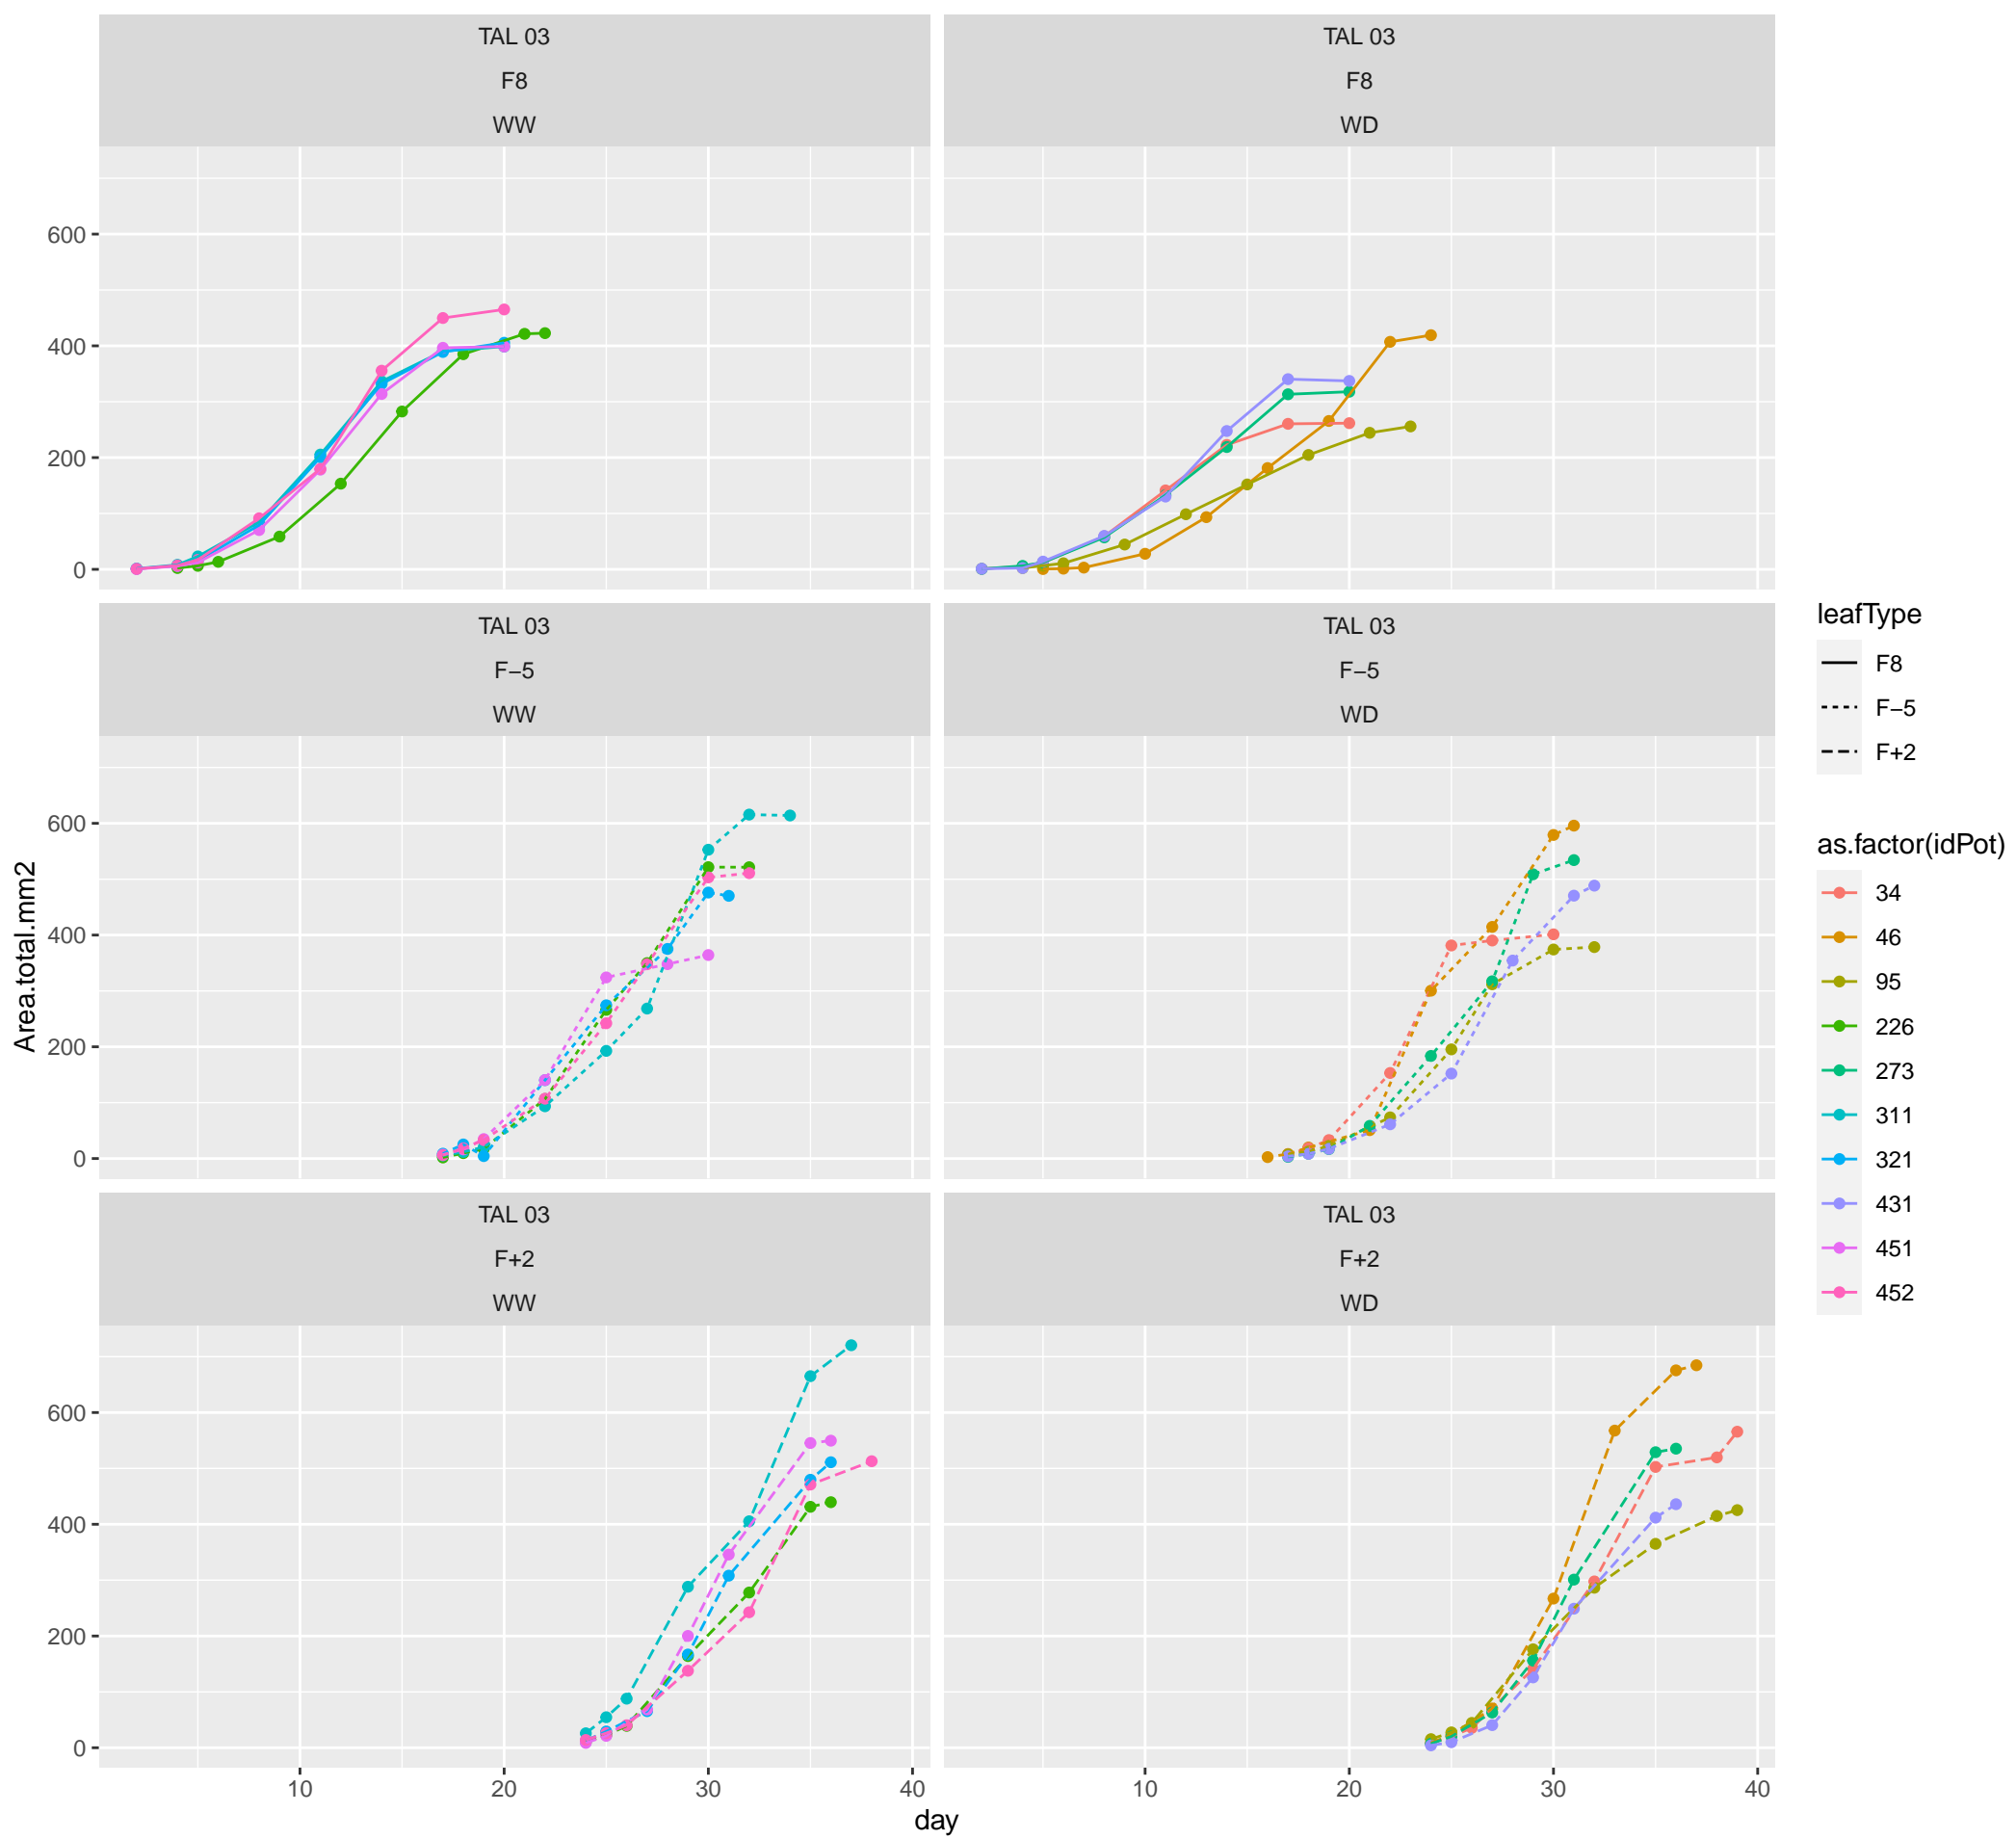 TAL 03
F8
WW
TAL 03
F8
WD
600
400
200
0
TAL 03
F−5
WW
TAL 03
F−5
WD
600
400
200
0
TAL 03
F+2
WW
TAL 03
F+2
WD
600
400
200
0
10 20 30 40
10 20 30 40
day
Area.total.mm2
leafType
F8
F−5
F+2
as.factor(idPot)
34
46
95
226
273
311
321
431
451
452